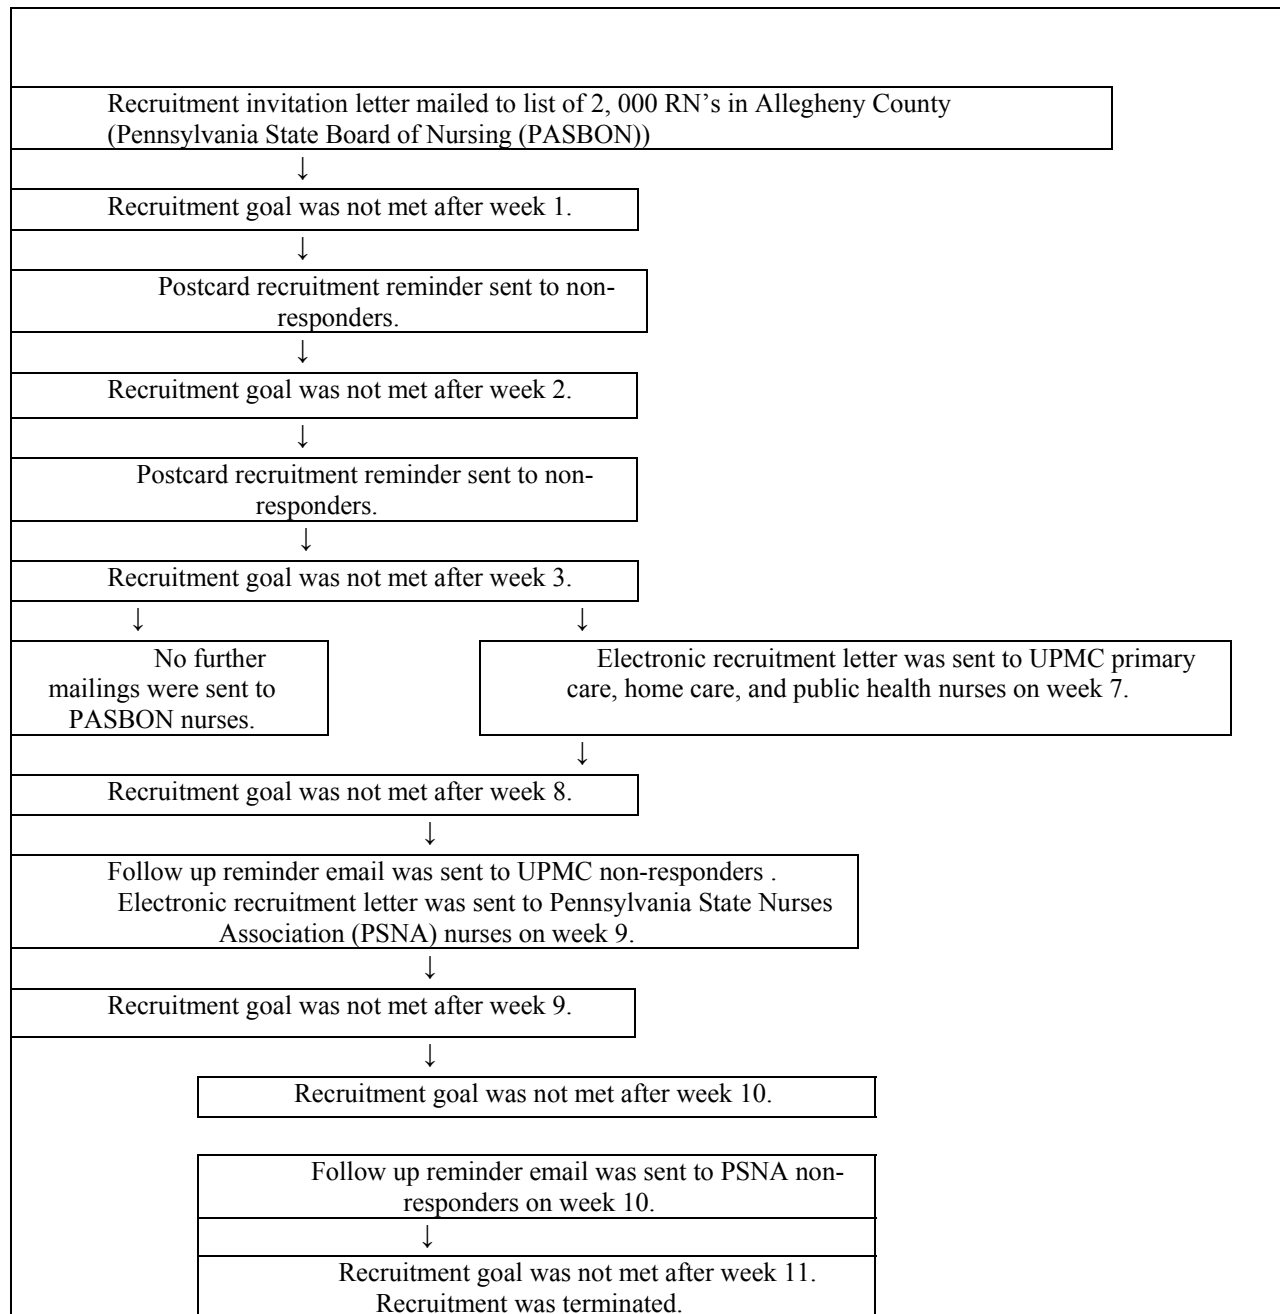 Recruitment invitation letter mailed to list of 2, 000 RN’s in Allegheny County
(Pennsylvania State Board of Nursing (PASBON))
↓
Recruitment goal was not met after week 1.
↓
Postcard recruitment reminder sent to non-
responders.
↓
Recruitment goal was not met after week 2.
↓
Postcard recruitment reminder sent to non-
responders.
↓
Recruitment goal was not met after week 3.
↓ ↓
No further
mailings were sent to
PASBON nurses.
Electronic recruitment letter was sent to UPMC primary
care, home care, and public health nurses on week 7.
↓
Recruitment goal was not met after week 8.
↓
Follow up reminder email was sent to UPMC non-responders .
Electronic recruitment letter was sent to Pennsylvania State Nurses
Association (PSNA) nurses on week 9.
↓
Recruitment goal was not met after week 9.
↓
Recruitment goal was not met after week 10.
Follow up reminder email was sent to PSNA non-
responders on week 10.
↓
Recruitment goal was not met after week 11.
Recruitment was terminated.